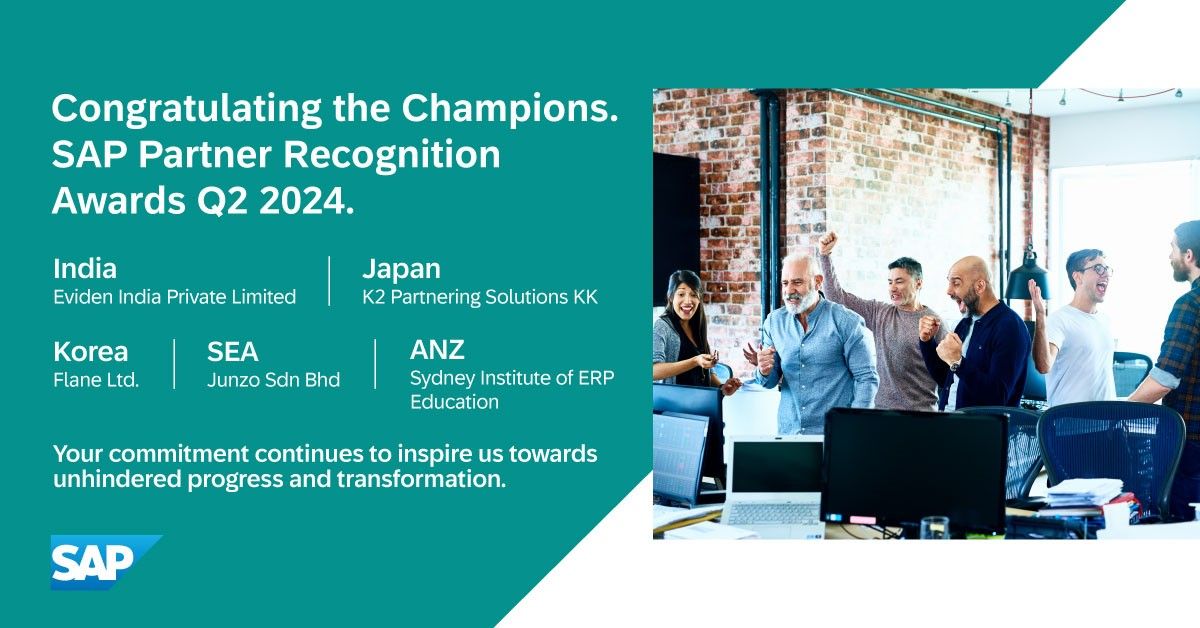 Congratulating the Champions.
SAP Partner Recognition
Awards Q2 2024.
India
Eviden India Private Limited
Japan
K2 Partnering Solutions KK
Korea
Flane Ltd.
SEA
Junzo Sdn Bhd
ANZ
Sydney Institute of ERP
Education
Your commitment continues to inspire us towards
unhindered progress and transformation.
SAP